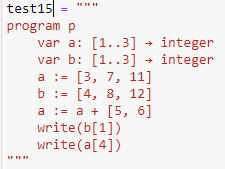 test15 = """
program p
    var a: [1..3] → integer
    var b: [1..3] → integer
    a := [3, 7, 11]
    b := [4, 8, 12]
    a := a + [5, 6]
    write(b[1])
    write(a[4])
"""